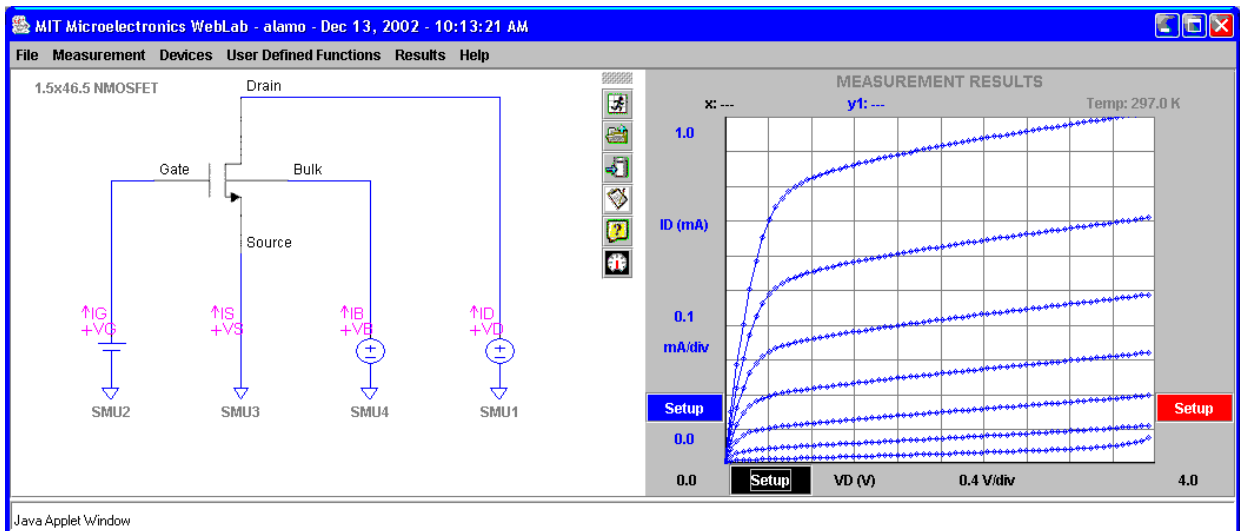 MIT Microelectronics WebLab - alamo - Dec 13, 2002 - 10:13:21 AM
File Measurement Devices User Defined Functions Results Help
1.5x46.5 NMOSFET
Drain
Gate
Bulk
Source
↑IG
+VG
↑IS
+VS
↑IB
+VB
↑ID
+VD
SMU2
SMU3
SMU4
SMU1
MEASUREMENT RESULTS
x: ---
y1: ---
Temp: 297.0 K
1.0
ID (mA)
0.1
mA/div
Setup
0.0
Setup
0.0
Setup
VD (V)
0.4 V/div
4.0
Java Applet Window